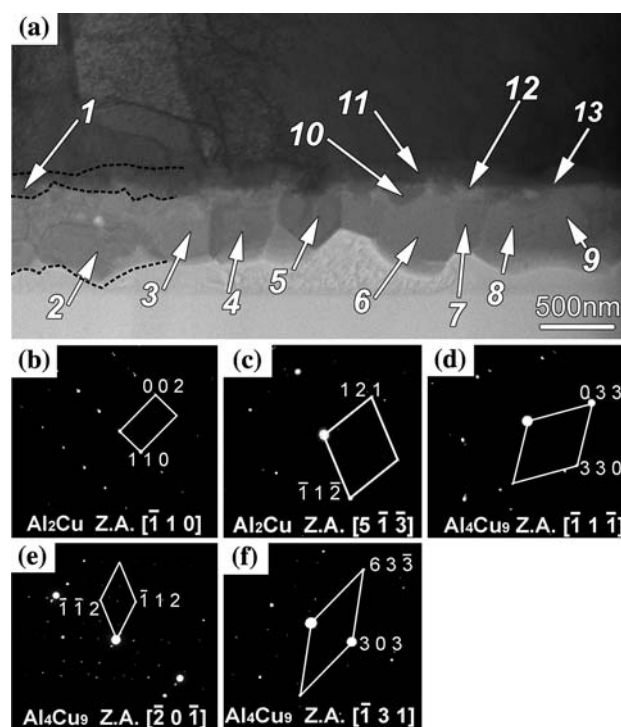 (a)
1
2
3
4
5
6
7
8
9
10
11
12
13
500nm
(b)
0 0 2
1 1 0
Al₂Cu Z.A. [1̄ 1 0]
(c)
1 2 1
1̄ 1 2̄
Al₂Cu Z.A. [5 1̄ 3̄]
(d)
0 3 3
3 3 0
Al₄Cu₉ Z.A. [1̄ 1 1̄]
(e)
1̄ 1̄ 2
1̄ 1 2
Al₄Cu₉ Z.A. [2̄ 0 1̄]
(f)
6 3 3̄
3 0 3
Al₄Cu₉ Z.A. [1̄ 3 1]